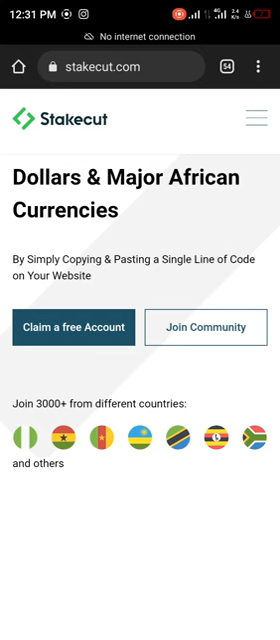 12:31 PM
No internet connection
stakecut.com
54
Stakecut
Dollars & Major African
Currencies
By Simply Copying & Pasting a Single Line of Code
on Your Website
Claim a free Account
Join Community
Join 3000+ from different countries:
and others